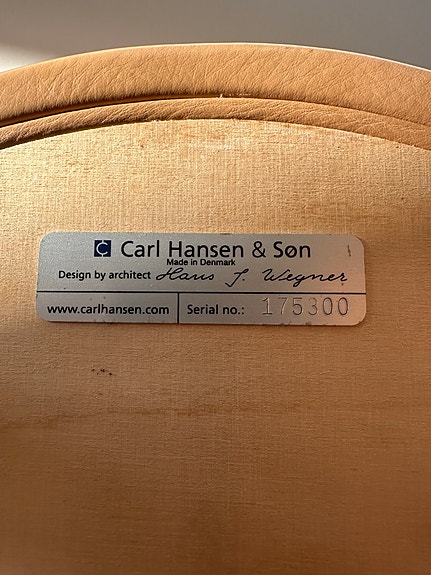 C Carl Hansen & Søn
Made in Denmark
Design by architect Hans J. Wegner
www.carlhansen.com Serial no.: 175300